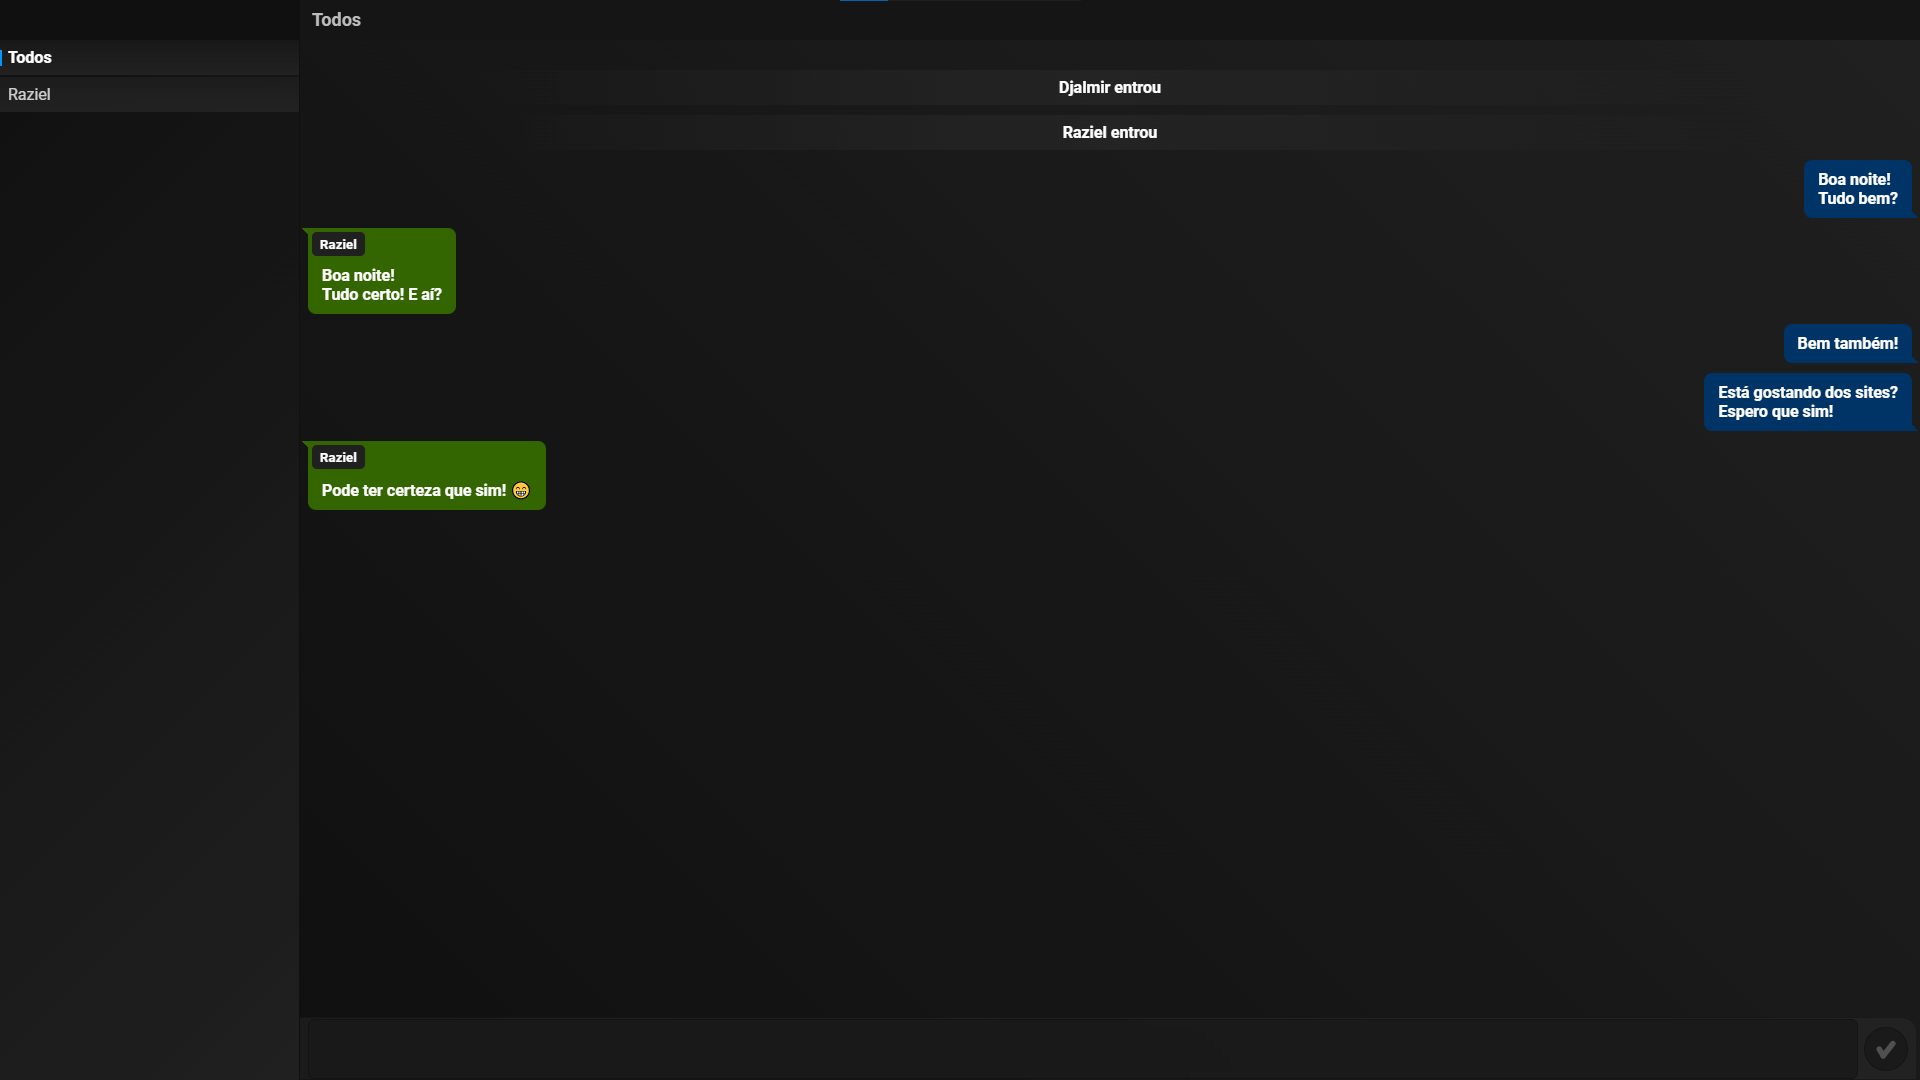 Todos
Raziel
Todos
Djalmir entrou
Raziel entrou
Boa noite!
Tudo bem?
Raziel
Boa noite!
Tudo certo! E aí?
Bem também!
Está gostando dos sites?
Espero que sim!
Raziel
Pode ter certeza que sim! 😁